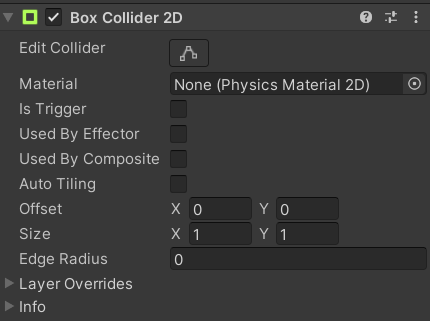 Box Collider 2D
Edit Collider
Material None (Physics Material 2D)
Is Trigger
Used By Effector
Used By Composite
Auto Tiling
Offset X 0 Y 0
Size X 1 Y 1
Edge Radius 0
Layer Overrides
Info